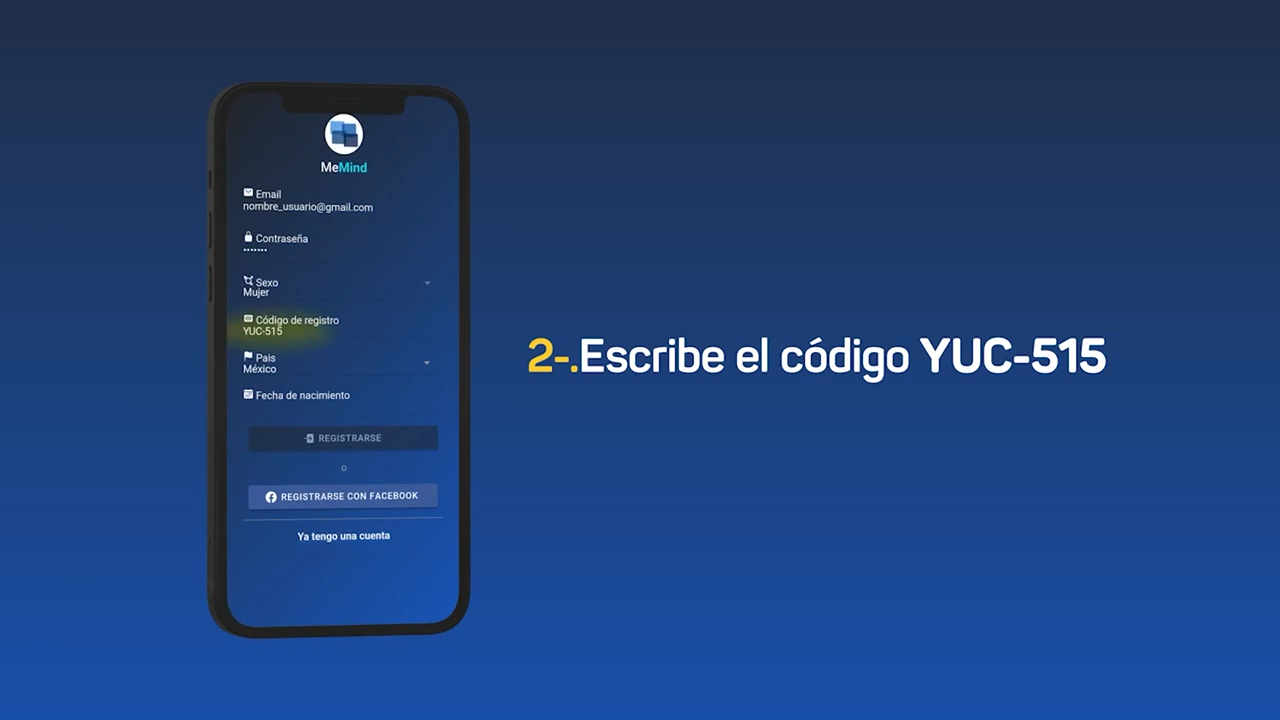 MeMind
Email
nombre_usuario@gmail.com
Contraseña
•••••••
Sexo
Mujer
Código de registro
YUC-515
Pais
México
Fecha de nacimiento
REGISTRARSE
O
REGISTRARSE CON FACEBOOK
Ya tengo una cuenta
2-.Escribe el código YUC-515